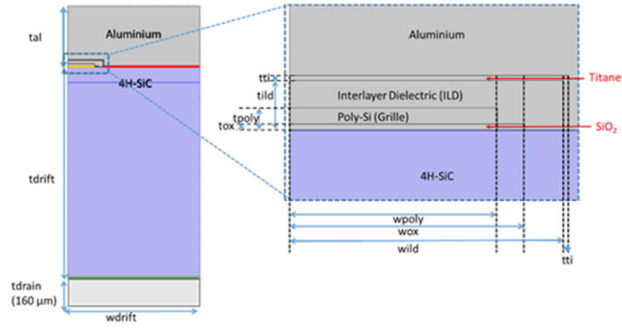 tal
Aluminium
4H-SiC
tdrift
tdrain
(160 µm)
wdrift
Aluminium
tti
Titane
tild
Interlayer Dielectric (ILD)
tpoly
Poly-Si (Grille)
tox
SiO₂
4H-SiC
wpoly
wox
wild
tti